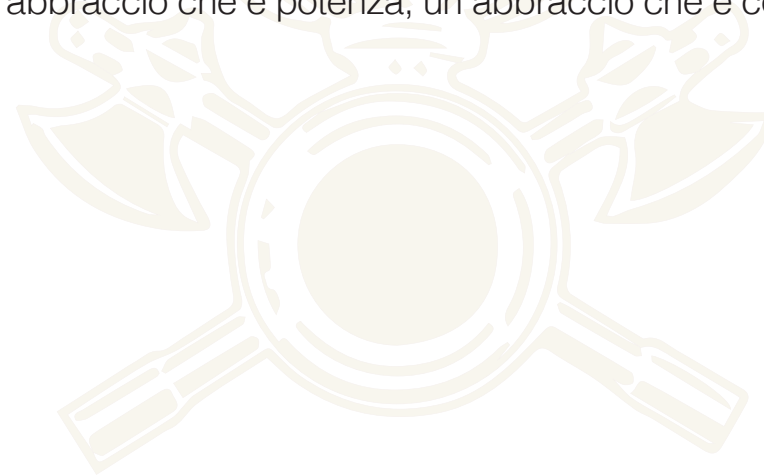 abbraccio che è potenza, un abbraccio che è